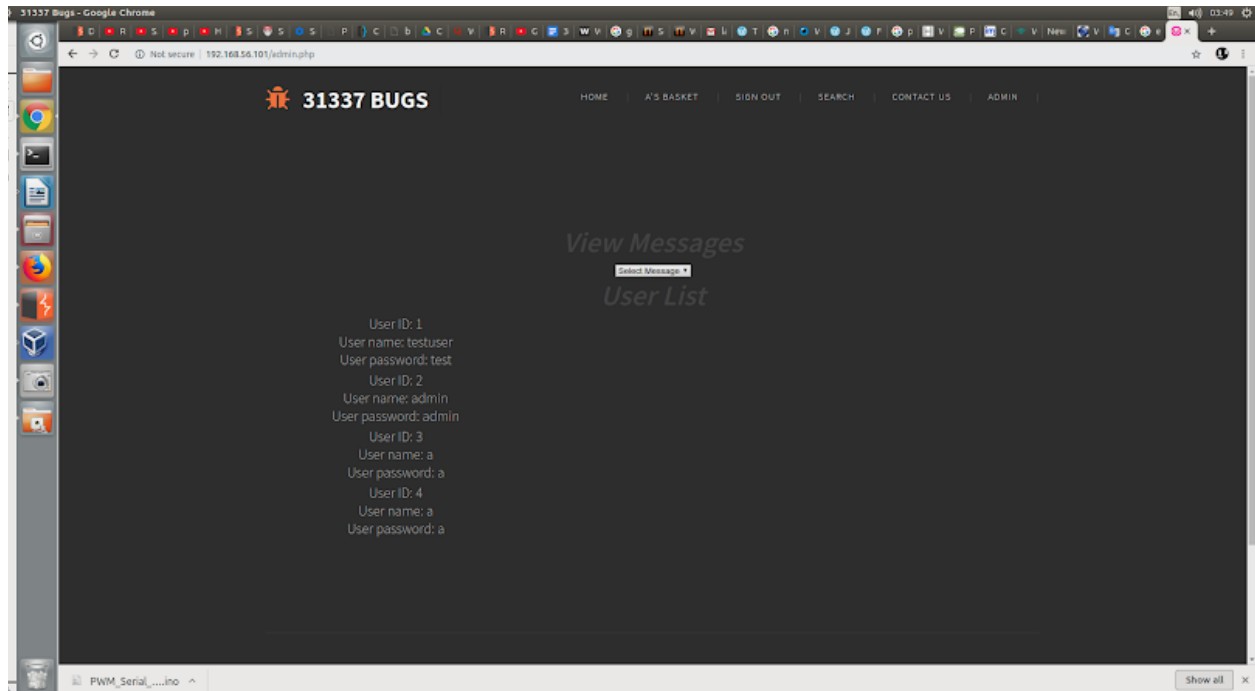 31337 Bugs - Google Chrome
03:49
Not secure | 192.168.56.101/admin.php
31337 BUGS
HOME | A'S BASKET | SIGN OUT | SEARCH | CONTACT US | ADMIN |
View Messages
Select Message
User List
User ID: 1
User name: testuser
User password: test
User ID: 2
User name: admin
User password: admin
User ID: 3
User name: a
User password: a
User ID: 4
User name: a
User password: a
PWM_Serial_....ino
Show all